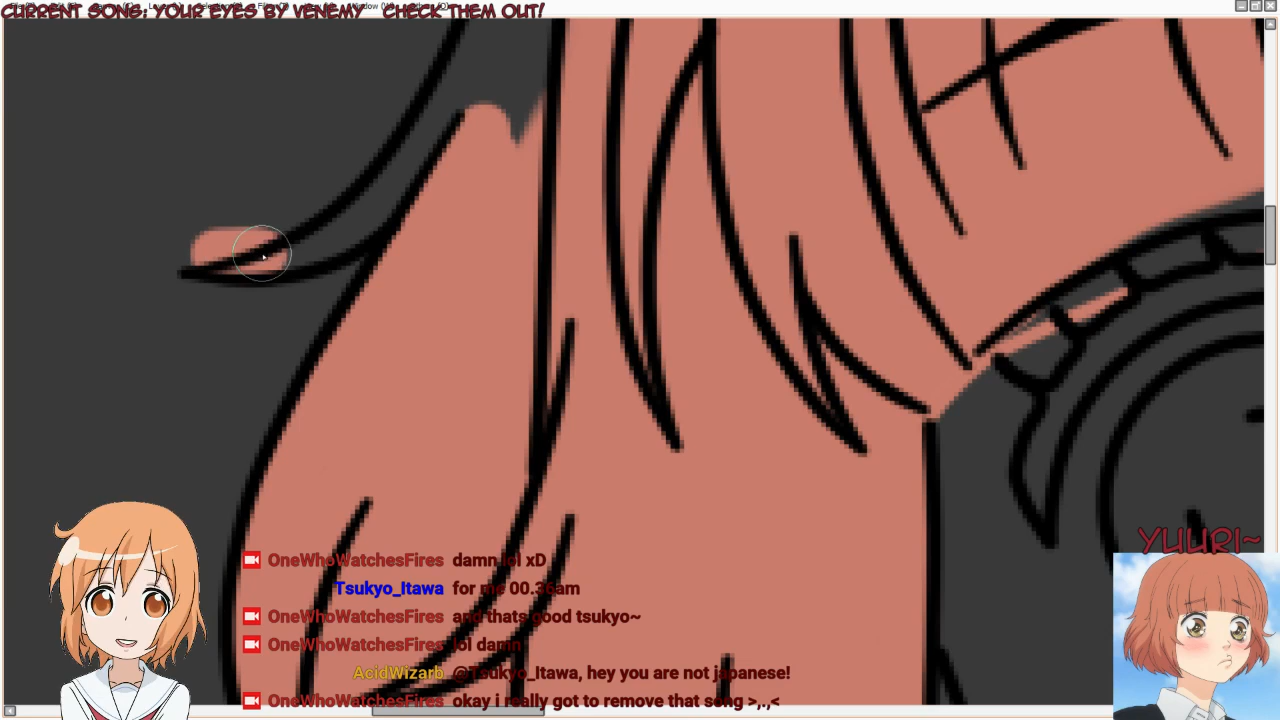 CURRENT SONG: YOUR EYES BY VENEMY CHECK THEM OUT!
YUURI~
OneWhoWatchesFires damn lol xD
Tsukyo_Itawa for me 00.36am
OneWhoWatchesFires and thats good tsukyo~
OneWhoWatchesFires lol damn
AcidWizarb @Tsukyo_Itawa, hey you are not japanese!
OneWhoWatchesFires okay i really got to remove that song >,.,<